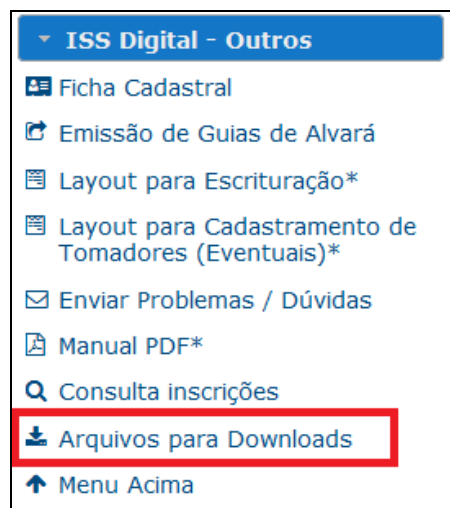 ISS Digital - Outros
Ficha Cadastral
Emissão de Guias de Alvará
Layout para Escrituração*
Layout para Cadastramento de
Tomadores (Eventuais)*
Enviar Problemas / Dúvidas
Manual PDF*
Consulta inscrições
Arquivos para Downloads
Menu Acima